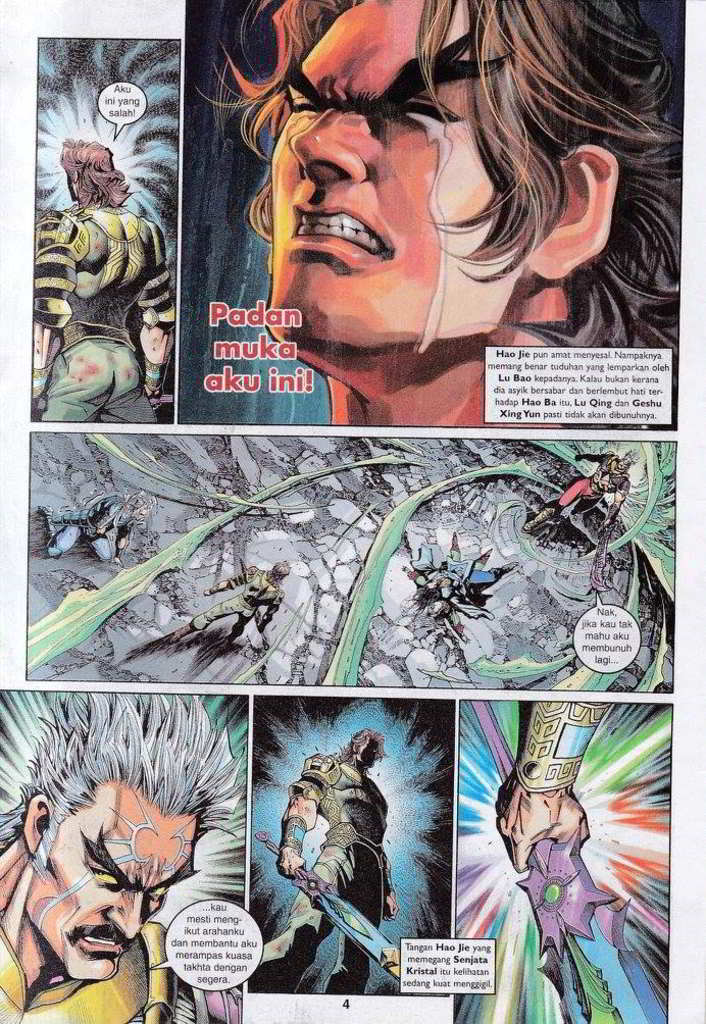 Aku
ini yang
salah!
Padan
muka
aku ini!
Hao Jie pun amat menyesal. Nampaknya
memang benar tuduhan yang lemparkan oleh
Lu Bao kepadanya. Kalau bukan kerana
dia asyik bersabar dan berlembut hati ter-
hadap Hao Ba itu, Lu Qing dan Geshu
Xing Yun pasti tidak akan dibunuhnya.
Nak,
jika kau tak
mahu aku
membunuh
lagi...
...kau
mesti meng-
ikut arahanku
dan membantu aku
merampas kuasa
takhta dengan
segera.
Tangan Hao Jie yang
memegang Senjata
Kristal itu kelihatan
sedang kuat menggigil.
4